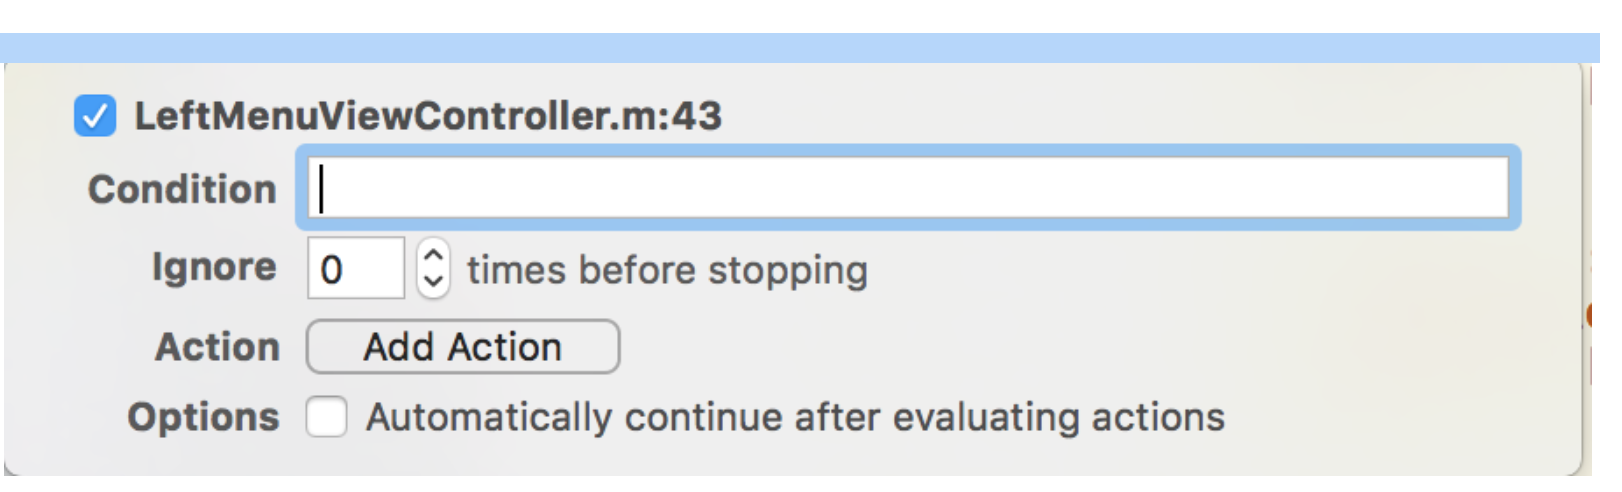 LeftMenuViewController.m:43
Condition
Ignore 0 times before stopping
Action Add Action
Options Automatically continue after evaluating actions